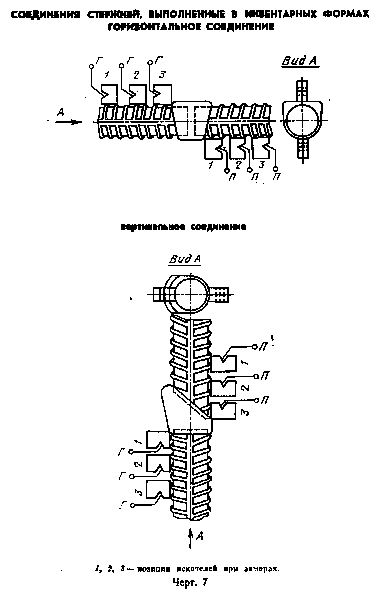 СОЕДИНЕНИЯ СТЕРЖНЕЙ, ВЫПОЛНЕННЫЕ В ИНВЕНТАРНЫХ ФОРМАХ
ГОРИЗОНТАЛЬНОЕ СОЕДИНЕНИЕ
Г Г Г
1 2 3
Вид А
А
1 2 3
П П П
вертикальное соединение
Вид А
П
1
П
2
П
3
1
Г
2
Г
3
Г
А
1, 2, 3 — позиции искателей при замерах.
Черт. 7